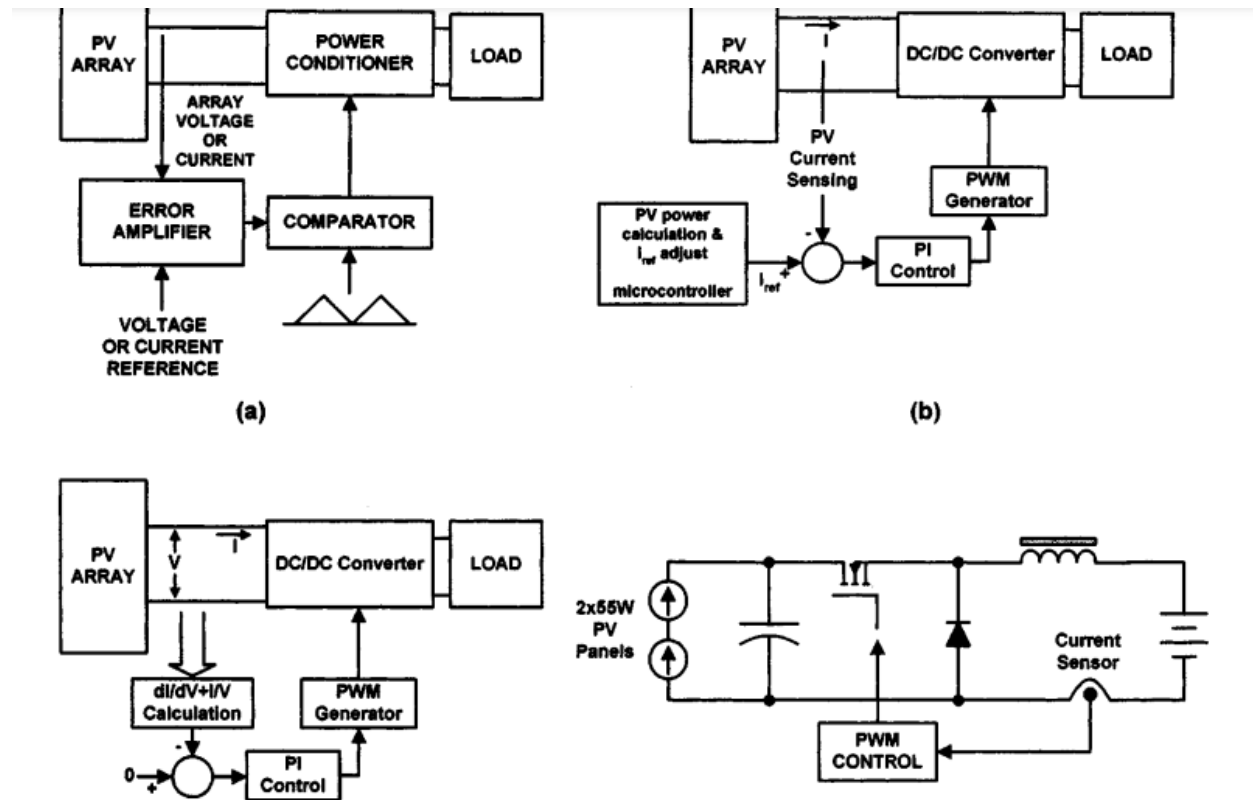 PV
ARRAY
POWER
CONDITIONER
LOAD
ARRAY
VOLTAGE
OR
CURRENT
ERROR
AMPLIFIER
COMPARATOR
VOLTAGE
OR CURRENT
REFERENCE
(a)
PV
ARRAY
I
DC/DC Converter
LOAD
PV
Current
Sensing
PWM
Generator
PV power
calculation &
iref adjust
microcontroller
Iref
-
+
PI
Control
(b)
PV
ARRAY
V
I
DC/DC Converter
LOAD
dI/dV+I/V
Calculation
PWM
Generator
-
0
+
PI
Control
2x55W
PV
Panels
Current
Sensor
PWM
CONTROL